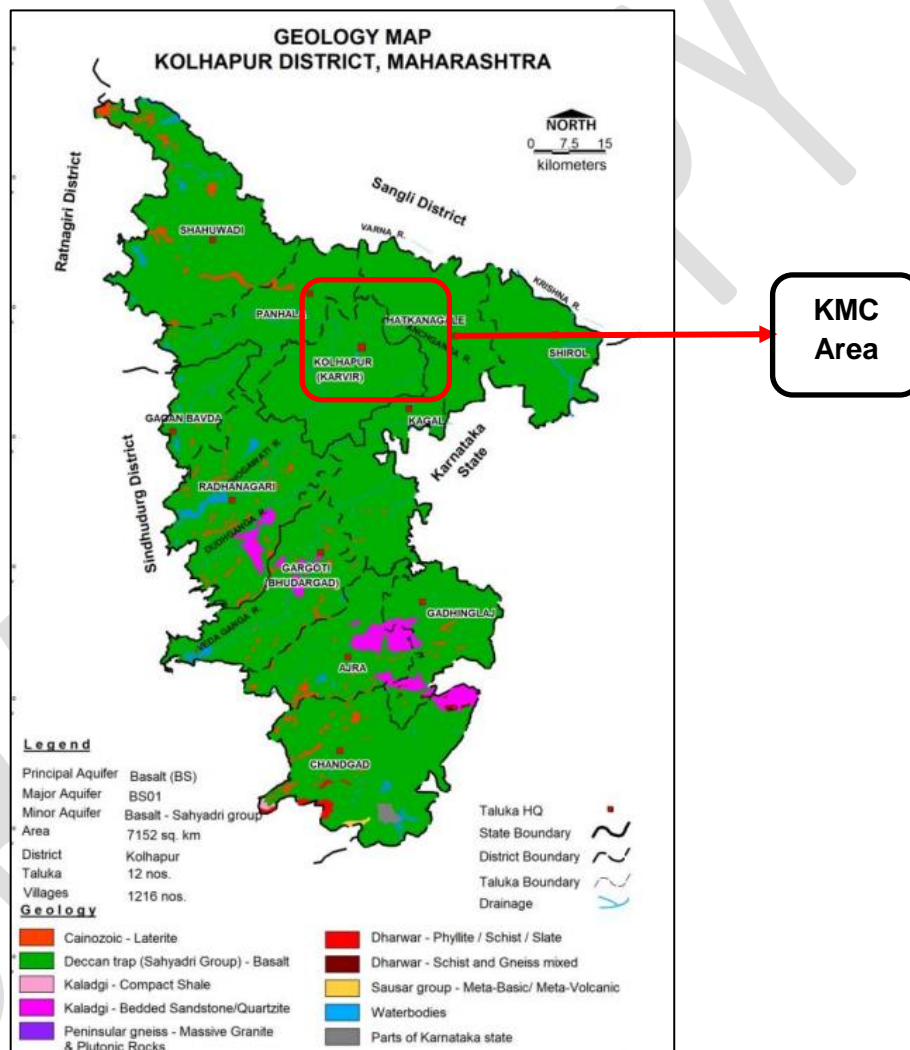 GEOLOGY MAP
KOLHAPUR DISTRICT, MAHARASHTRA
NORTH
0 7.5 15
kilometers
Ratnagiri District
Sangli District
SHAHUWADI
VARNA R.
KRISHNA R.
PANHALA
HATKANAGALE
SHIROL
KOLHAPUR
(KARVIR)
KMC
Area
GAGAN BAVDA
KAGAL
Karnataka
State
Sindhudurg District
RADHANAGARI
DUDHGANGA R.
GARGOTI
(BHUDARGAD)
GADHINGLAJ
VEDA GANGA R.
AJRA
CHANDGAD
Legend
Principal Aquifer Basalt (BS)
Major Aquifer BS01
Minor Aquifer Basalt - Sahyadri group
Area 7152 sq. km
District Kolhapur
Taluka 12 nos.
Villages 1216 nos.
Taluka HQ
State Boundary
District Boundary
Taluka Boundary
Drainage
Geology
Cainozoic - Laterite
Deccan trap (Sahyadri Group) - Basalt
Kaladgi - Compact Shale
Kaladgi - Bedded Sandstone/Quartzite
Peninsular gneiss - Massive Granite
& Plutonic Rocks
Dharwar - Phyllite / Schist / Slate
Dharwar - Schist and Gneiss mixed
Sausar group - Meta-Basic/ Meta-Volcanic
Waterbodies
Parts of Karnataka state